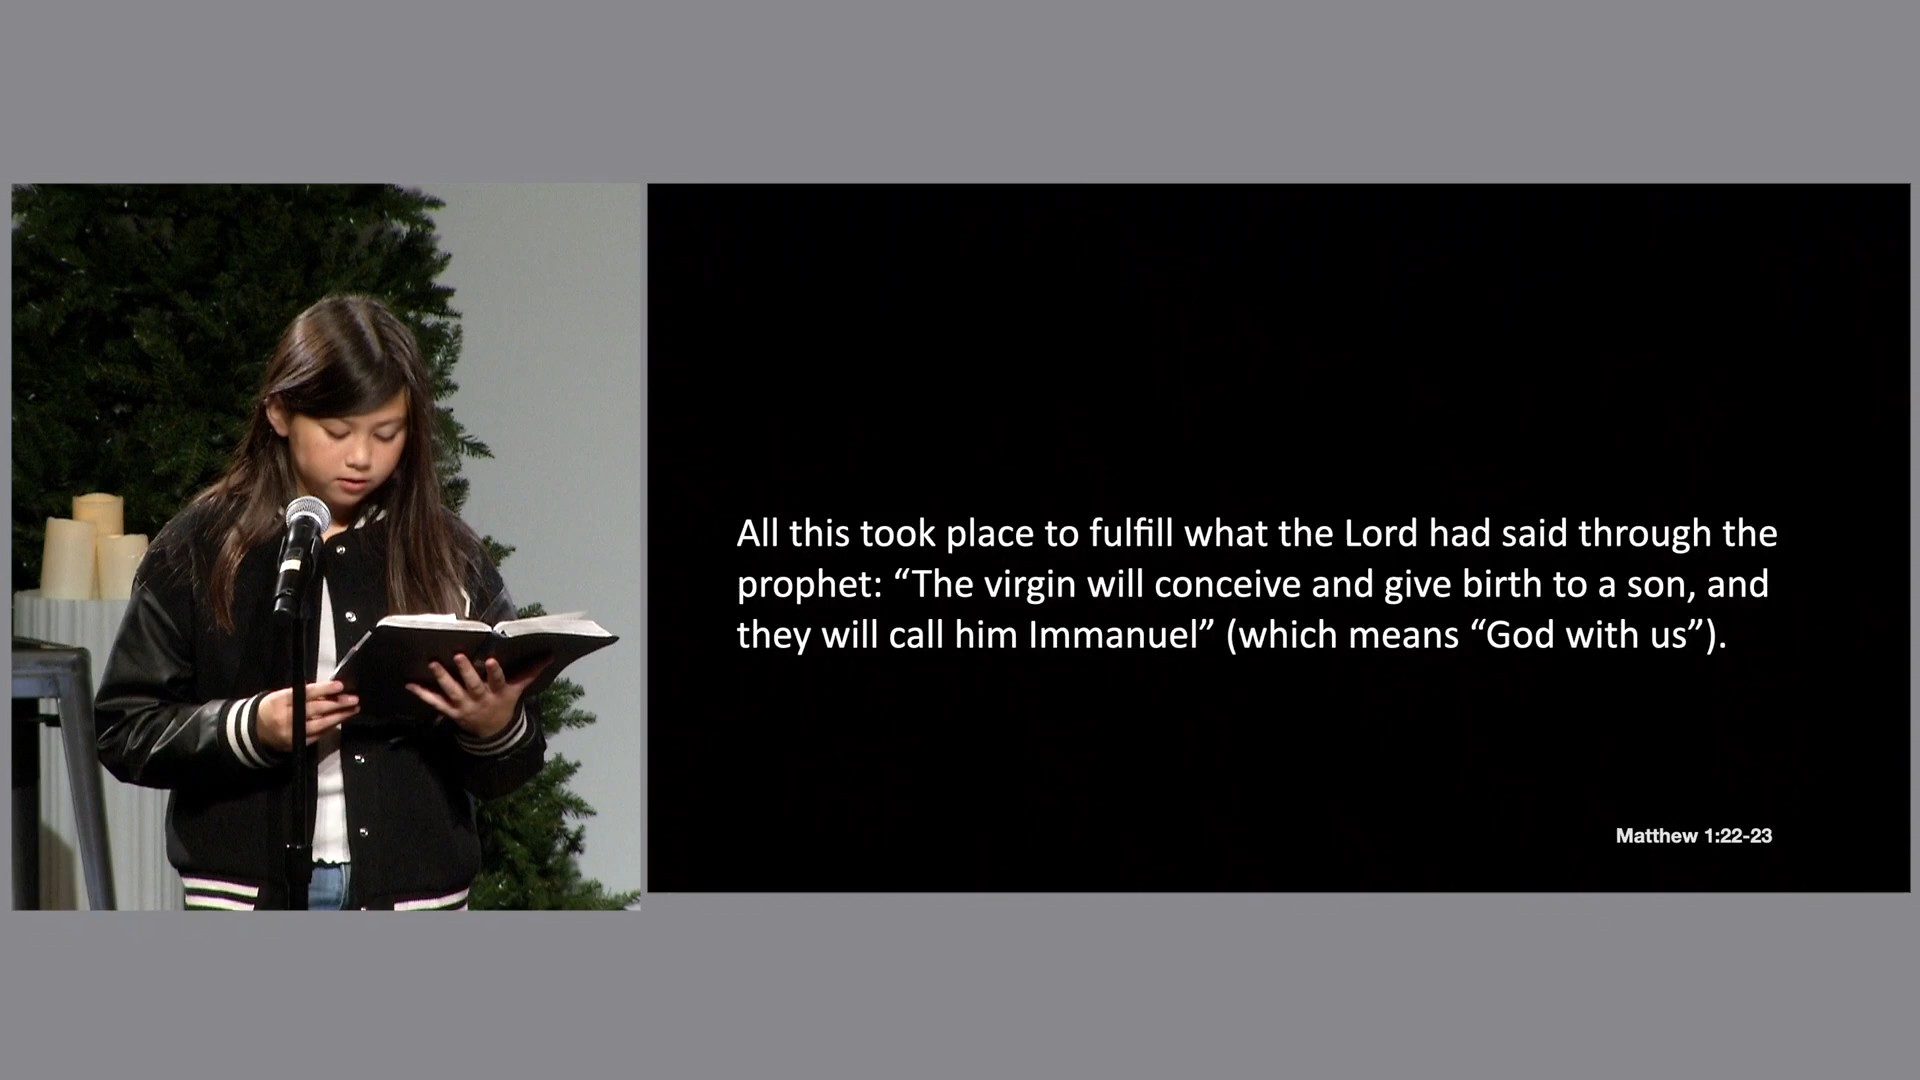 All this took place to fulfill what the Lord had said through the
prophet: “The virgin will conceive and give birth to a son, and
they will call him Immanuel” (which means “God with us”).
Matthew 1:22-23